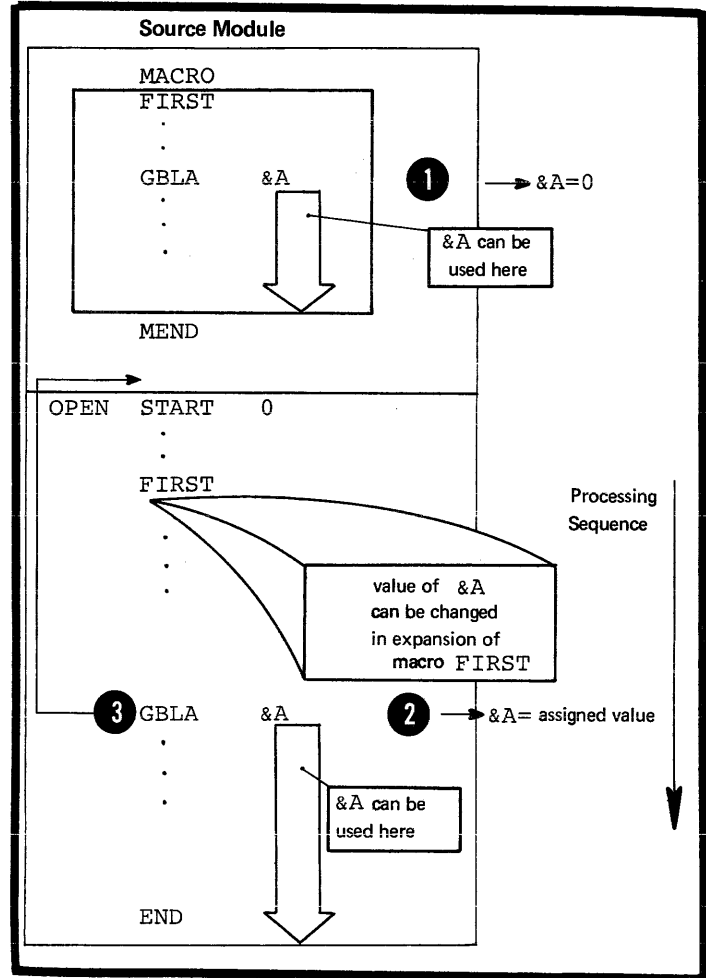 Source Module
MACRO
FIRST
.
.
GBLA &A 1 &A=0
.
.
.
&A can be
used here
MEND
OPEN START 0
.
.
FIRST
.
.
.
Processing
Sequence
value of &A
can be changed
in expansion of
macro FIRST
3 GBLA &A 2 &A= assigned value
.
.
.
&A can be
used here
END